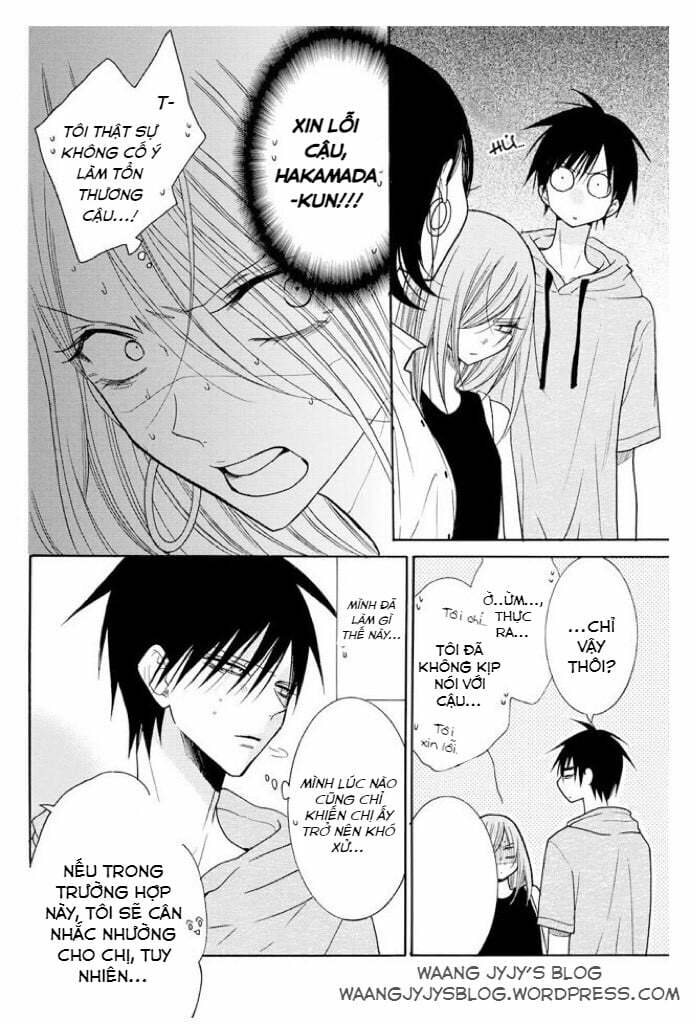 HỬ...
XIN LỖI
CẬU,
HAKAMADA
-KUN!!!
T-
TÔI THẬT SỰ
KHÔNG CỐ Ý
LÀM TỔN
THƯƠNG
CẬU...!
...CHỈ
VẬY
THÔI?
Ờ..ỪM...,
THỰC
RA...
Tôi chỉ...
TÔI ĐÃ
KHÔNG KỊP
NÓI VỚI
CẬU...
Tôi
xin lỗi.
MÌNH ĐÃ
LÀM GÌ
THẾ NÀY...
MÌNH LÚC NÀO
CŨNG CHỈ
KHIẾN CHỊ ẤY
TRỞ NÊN KHÓ
XỬ...
NẾU TRONG
TRƯỜNG HỢP
NÀY, TÔI SẼ CÂN
NHẮC NHƯỜNG
CHO CHỊ, TUY
NHIÊN...
WAANG JYJY'S BLOG
WAANGJYJYSBLOG.WORDPRESS.COM